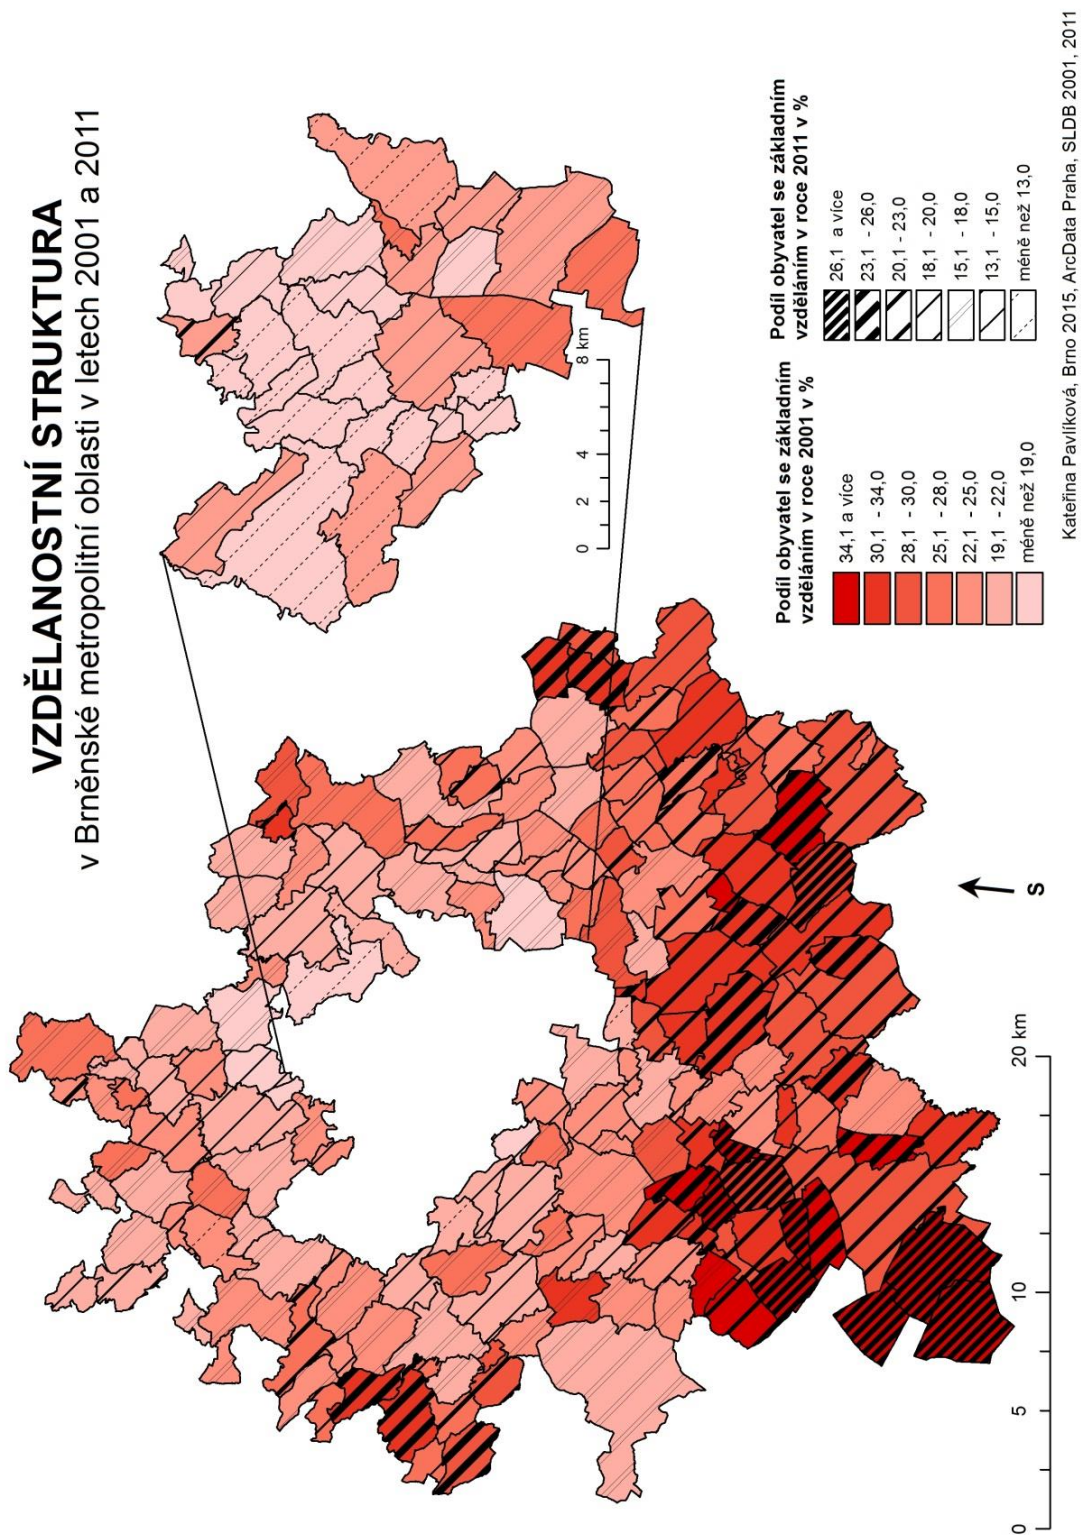 VZDĚLANOSTNÍ STRUKTURA
v Brněnské metropolitní oblasti v letech 2001 a 2011
0 2 4 8 km
Podíl obyvatel se základním
vzděláním v roce 2001 v %
34,1 a více
30,1 - 34,0
28,1 - 30,0
25,1 - 28,0
22,1 - 25,0
19,1 - 22,0
méně než 19,0
Podíl obyvatel se základním
vzděláním v roce 2011 v %
26,1 a více
23,1 - 26,0
20,1 - 23,0
18,1 - 20,0
15,1 - 18,0
13,1 - 15,0
méně než 13,0
S
0 5 10 20 km
Kateřina Pavlíková, Brno 2015, ArcData Praha, SLDB 2001, 2011